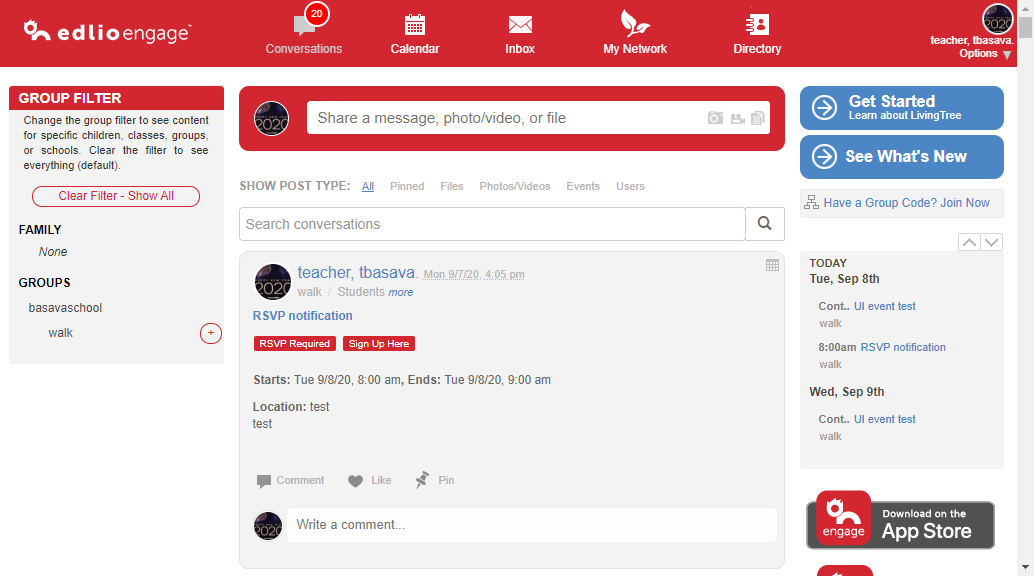 edlio engage™
20
Conversations
Calendar
Inbox
My Network
Directory
teacher, tbasava.
Options ▼
GROUP FILTER
Change the group filter to see content
for specific children, classes, groups,
or schools. Clear the filter to see
everything (default).
Clear Filter - Show All
FAMILY
None
GROUPS
basavaschool
walk
+
2020
Share a message, photo/video, or file
SHOW POST TYPE: All Pinned Files Photos/Videos Events Users
Search conversations
2020
teacher, tbasava. Mon 9/7/20, 4:05 pm
walk / Students more
RSVP notification
RSVP Required Sign Up Here
Starts: Tue 9/8/20, 8:00 am, Ends: Tue 9/8/20, 9:00 am
Location: test
test
Comment Like Pin
2020
Write a comment...
Get Started
Learn about LivingTree
See What's New
Have a Group Code? Join Now
TODAY
Tue, Sep 8th
Cont.. UI event test
walk
8:00am RSVP notification
walk
Wed, Sep 9th
Cont.. UI event test
walk
engage
Download on the
App Store